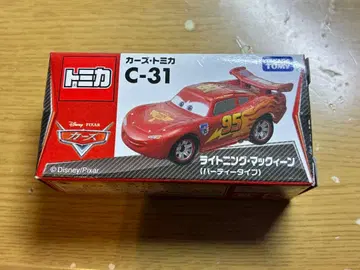 トミカ
カーズ・トミカ
C-31
TOMY
Disney · PIXAR
カーズ
95
ライトニング・マックィーン
(パーティータイプ)
©Disney/Pixar